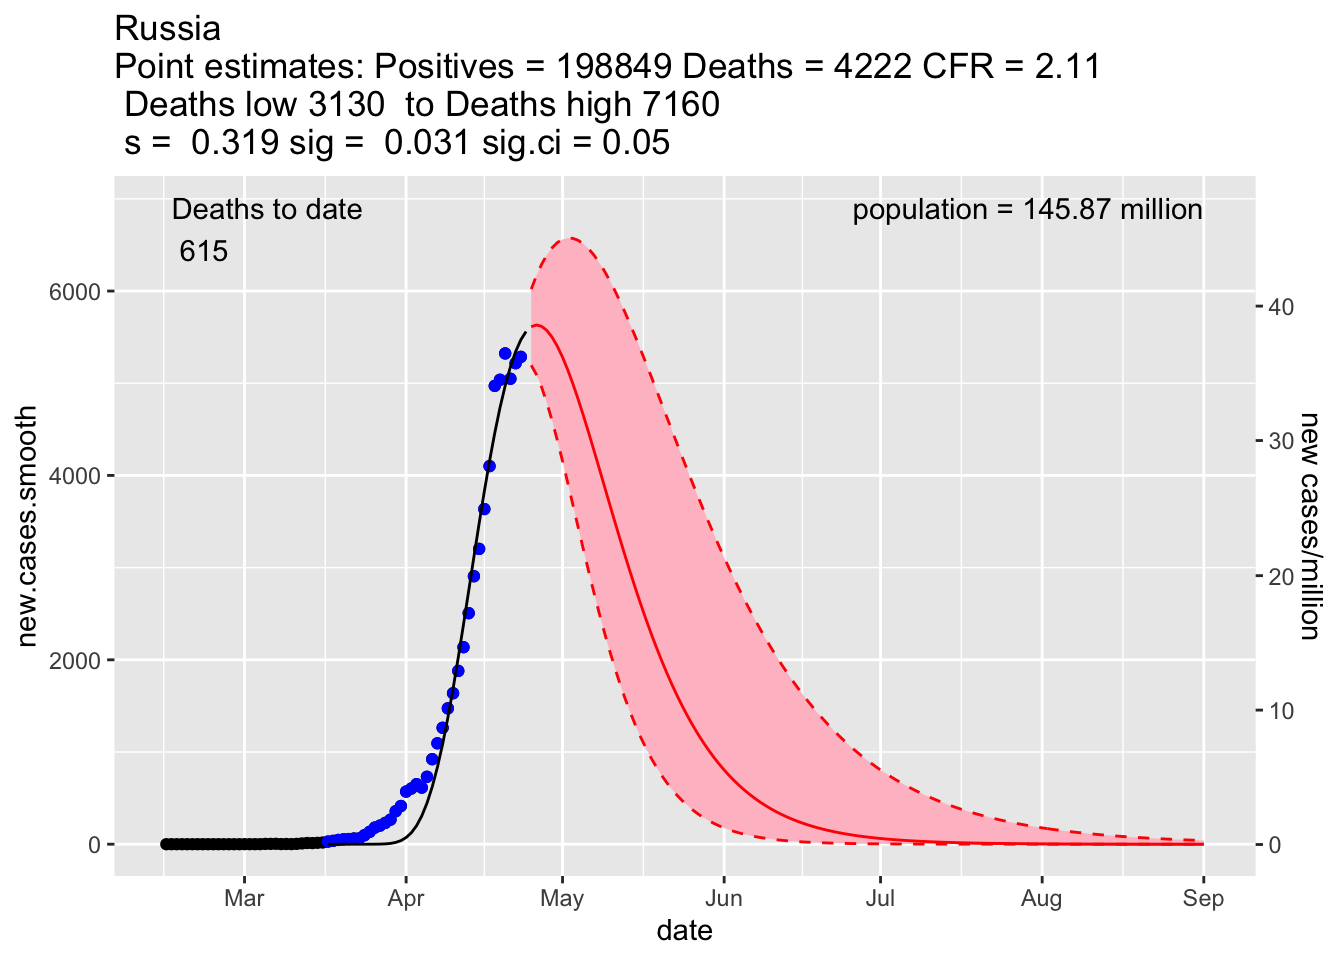 Russia
Point estimates: Positives = 198849 Deaths = 4222 CFR = 2.11
Deaths low 3130  to Deaths high 7160
s =  0.319 sig =  0.031 sig.ci = 0.05
Deaths to date
615
population = 145.87 million
new.cases.smooth
6000
4000
2000
0
new cases/million
40
30
20
10
0
Mar Apr May Jun Jul Aug Sep
date